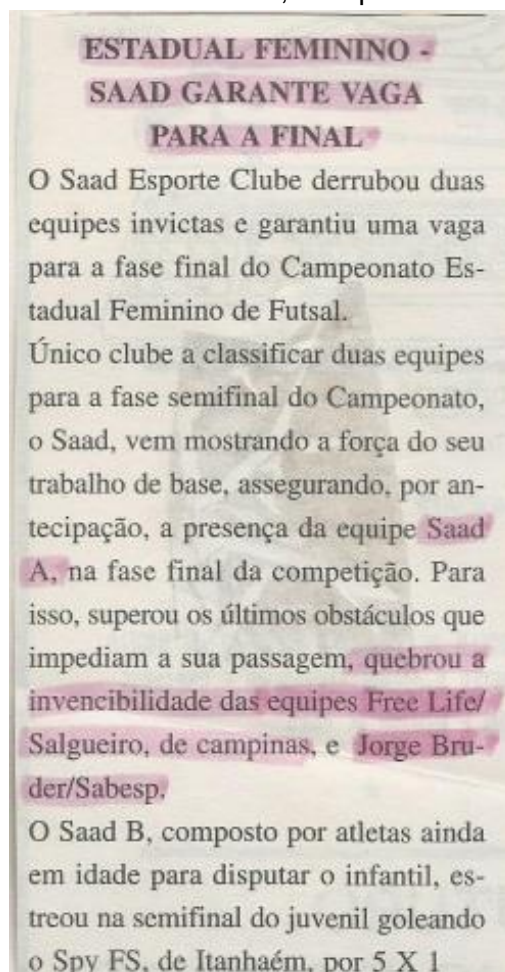 ESTADUAL FEMININO -
SAAD GARANTE VAGA
PARA A FINAL
O Saad Esporte Clube derrubou duas
equipes invictas e garantiu uma vaga
para a fase final do Campeonato Es-
tadual Feminino de Futsal.
Único clube a classificar duas equipes
para a fase semifinal do Campeonato,
o Saad, vem mostrando a força do seu
trabalho de base, assegurando, por an-
tecipação, a presença da equipe Saad
A, na fase final da competição. Para
isso, superou os últimos obstáculos que
impediam a sua passagem, quebrou a
invencibilidade das equipes Free Life/
Salgueiro, de campinas, e Jorge Bru-
der/Sabesp.
O Saad B, composto por atletas ainda
em idade para disputar o infantil, es-
treou na semifinal do juvenil goleando
o Spy FS, de Itanhaém, por 5 X 1